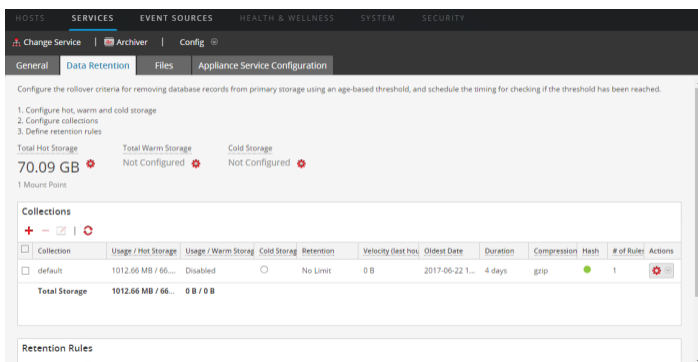 HOSTS SERVICES EVENT SOURCES HEALTH & WELLNESS SYSTEM SECURITY
Change Service | Archiver | Config
General Data Retention Files Appliance Service Configuration
Configure the rollover criteria for removing database records from primary storage using an age-based threshold, and schedule the timing for checking if the threshold has been reached.
1. Configure hot, warm and cold storage
2. Configure collections
3. Define retention rules
Total Hot Storage Total Warm Storage Cold Storage
70.09 GB Not Configured Not Configured
1 Mount Point
Collections
Collection Usage / Hot Storage Usage / Warm Storag Cold Storag Retention Velocity (last hou Oldest Date Duration Compression Hash # of Rules Actions
default 1012.66 MB / 66.... Disabled No Limit 0 B 2017-06-22 1... 4 days gzip 1
Total Storage 1012.66 MB / 66... 0 B / 0 B
Retention Rules